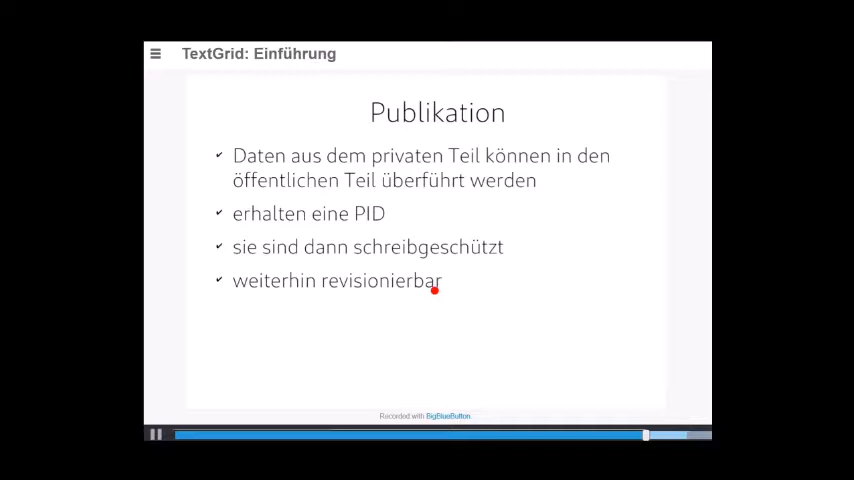 TextGrid: Einführung
Publikation
✔ Daten aus dem privaten Teil können in den
öffentlichen Teil überführt werden
✔ erhalten eine PID
✔ sie sind dann schreibgeschützt
✔ weiterhin revisionierbar
Recorded with BigBlueButton.